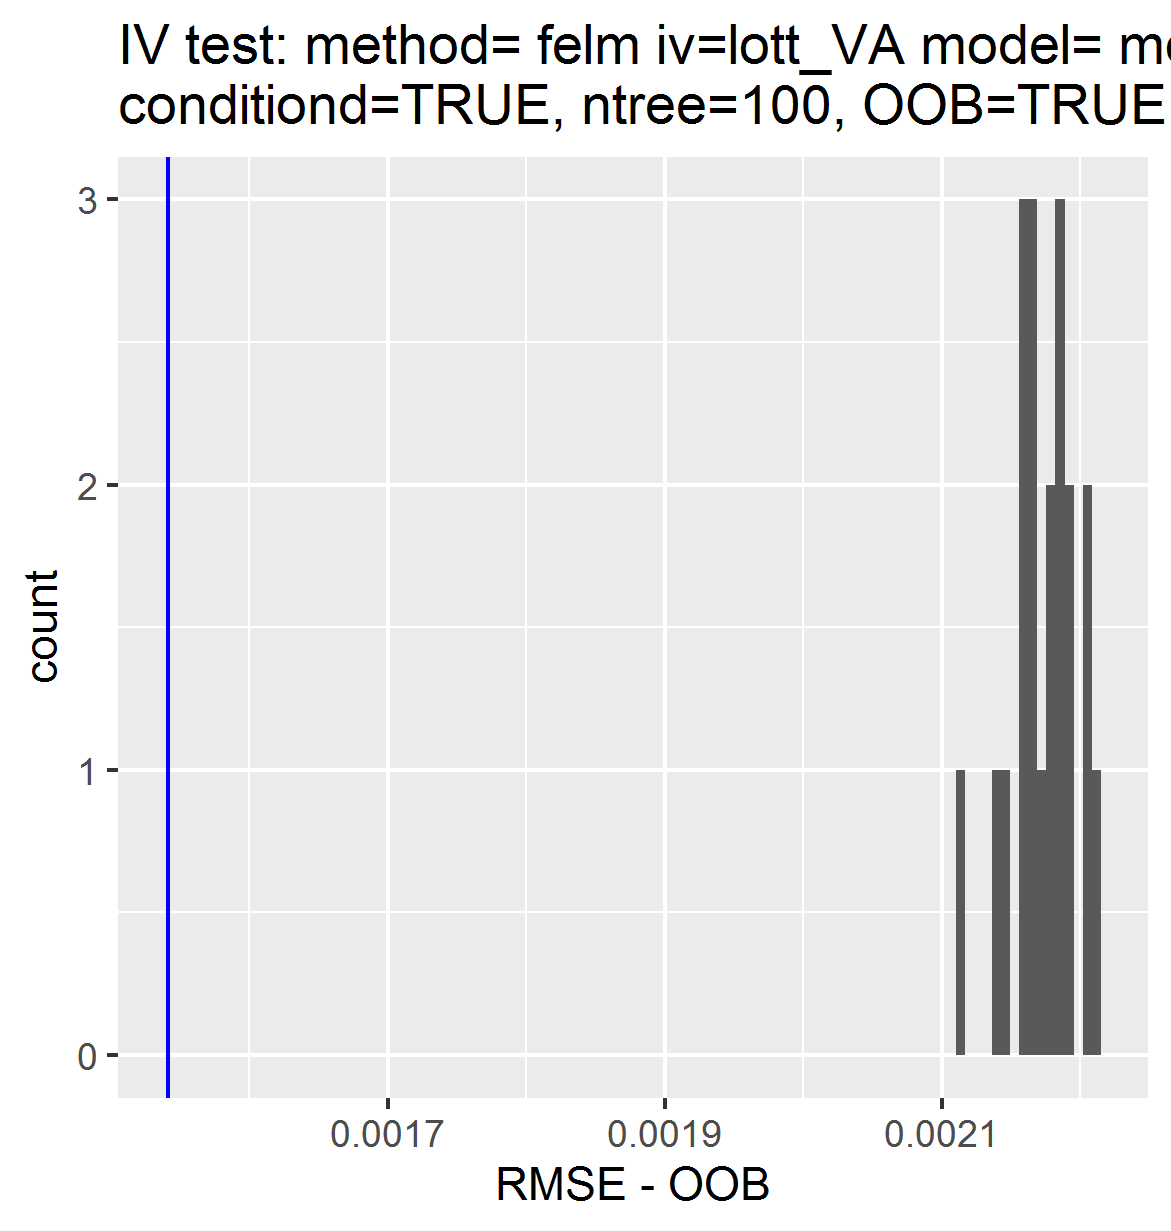 IV test: method= felm iv=lott_VA model=
conditiond=TRUE, ntree=100, OOB=TRUE
3
2
1
0
count
0.0017 0.0019 0.0021
RMSE - OOB